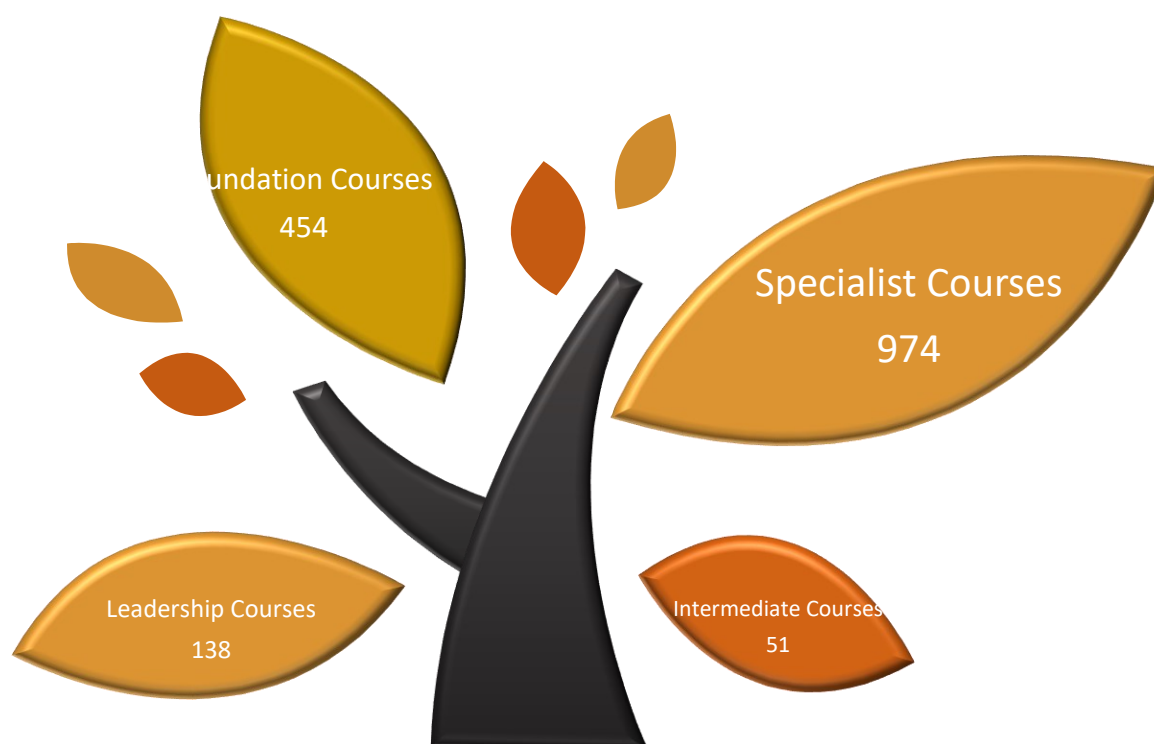 undation Courses
454
Specialist Courses
974
Leadership Courses
138
Intermediate Courses
51